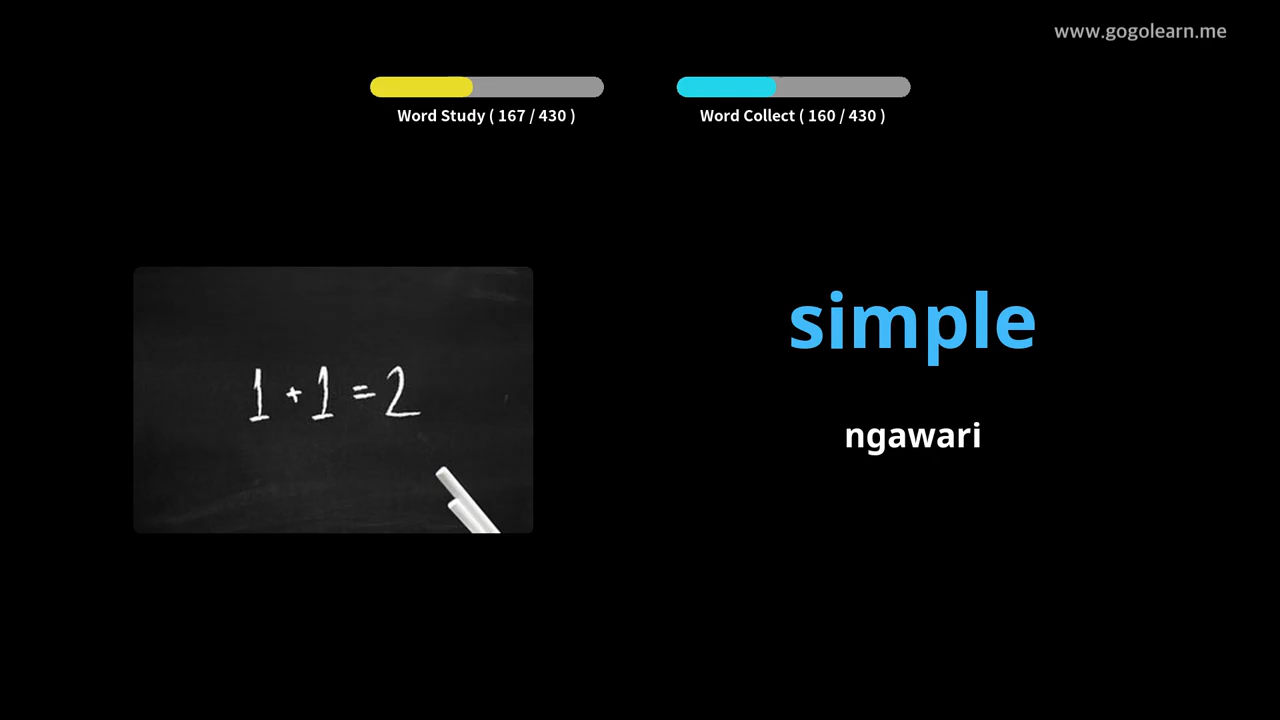 www.gogolearn.me
Word Study ( 167 / 430 )
Word Collect ( 160 / 430 )
1 + 1 = 2
simple
ngawari